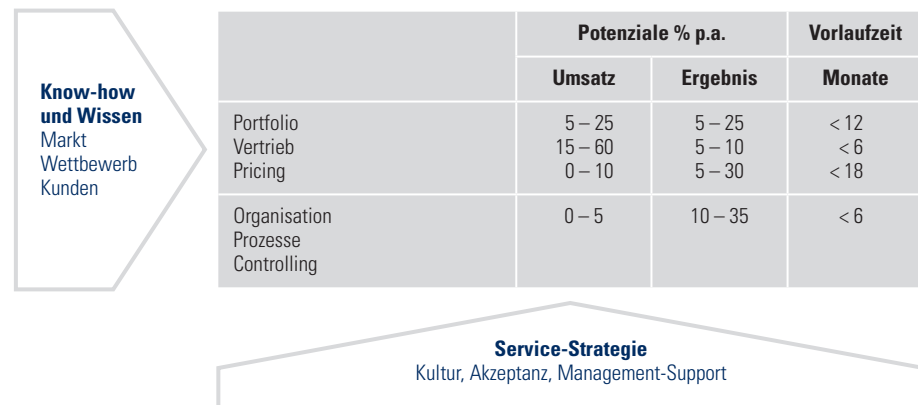 Know-how
und Wissen
Markt
Wettbewerb
Kunden
Potenziale % p.a. Vorlaufzeit
Umsatz Ergebnis Monate
Portfolio 5 – 25 5 – 25 < 12
Vertrieb 15 – 60 5 – 10 < 6
Pricing 0 – 10 5 – 30 < 18
Organisation 0 – 5 10 – 35 < 6
Prozesse
Controlling
Service-Strategie
Kultur, Akzeptanz, Management-Support